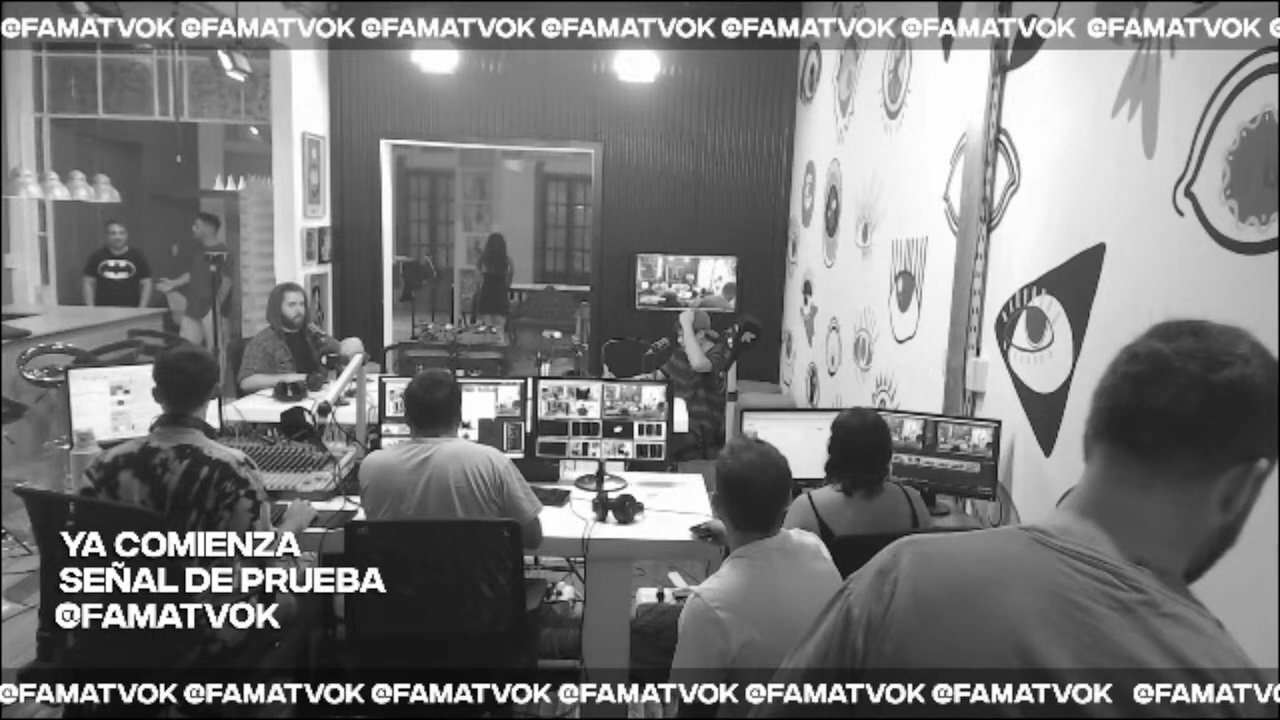 @FAMATVOK @FAMATVOK @FAMATVOK @FAMATVOK @FAMATVOK @FAMATVOK @FAMATVOK @
YA COMIENZA
SEÑAL DE PRUEBA
@FAMATVOK
@FAMATVOK @FAMATVOK @FAMATVOK @FAMATVOK @FAMATVOK @FAMATVOK @FAMATV